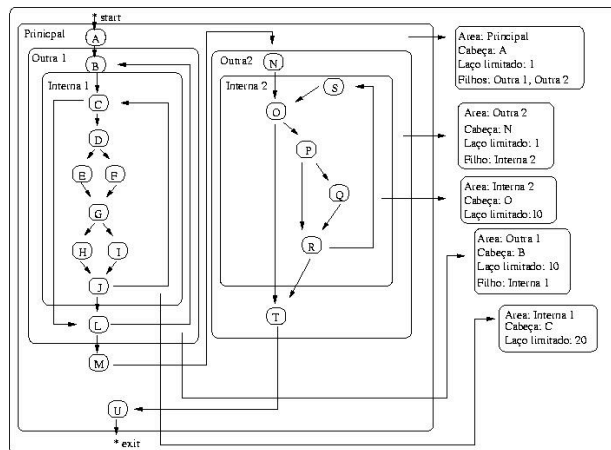 * start
Prinicpal
A
Outra 1
B
Interna 1
C
D
E
F
G
H
I
J
L
M
U
* exit
Outra2
N
Interna 2
S
O
P
Q
R
T
Area: Principal
Cabeça: A
Laço limitado: 1
Filhos: Outra 1, Outra 2
Area: Outra 2
Cabeça: N
Laço limitado: 1
Filho: Interna 2
Area: Interna 2
Cabeça: O
Laço limitado:10
Area: Outra 1
Cabeça: B
Laço limitado: 10
Filho: Interna 1
Area: Interna 1
Cabeça: C
Laço limitado: 20